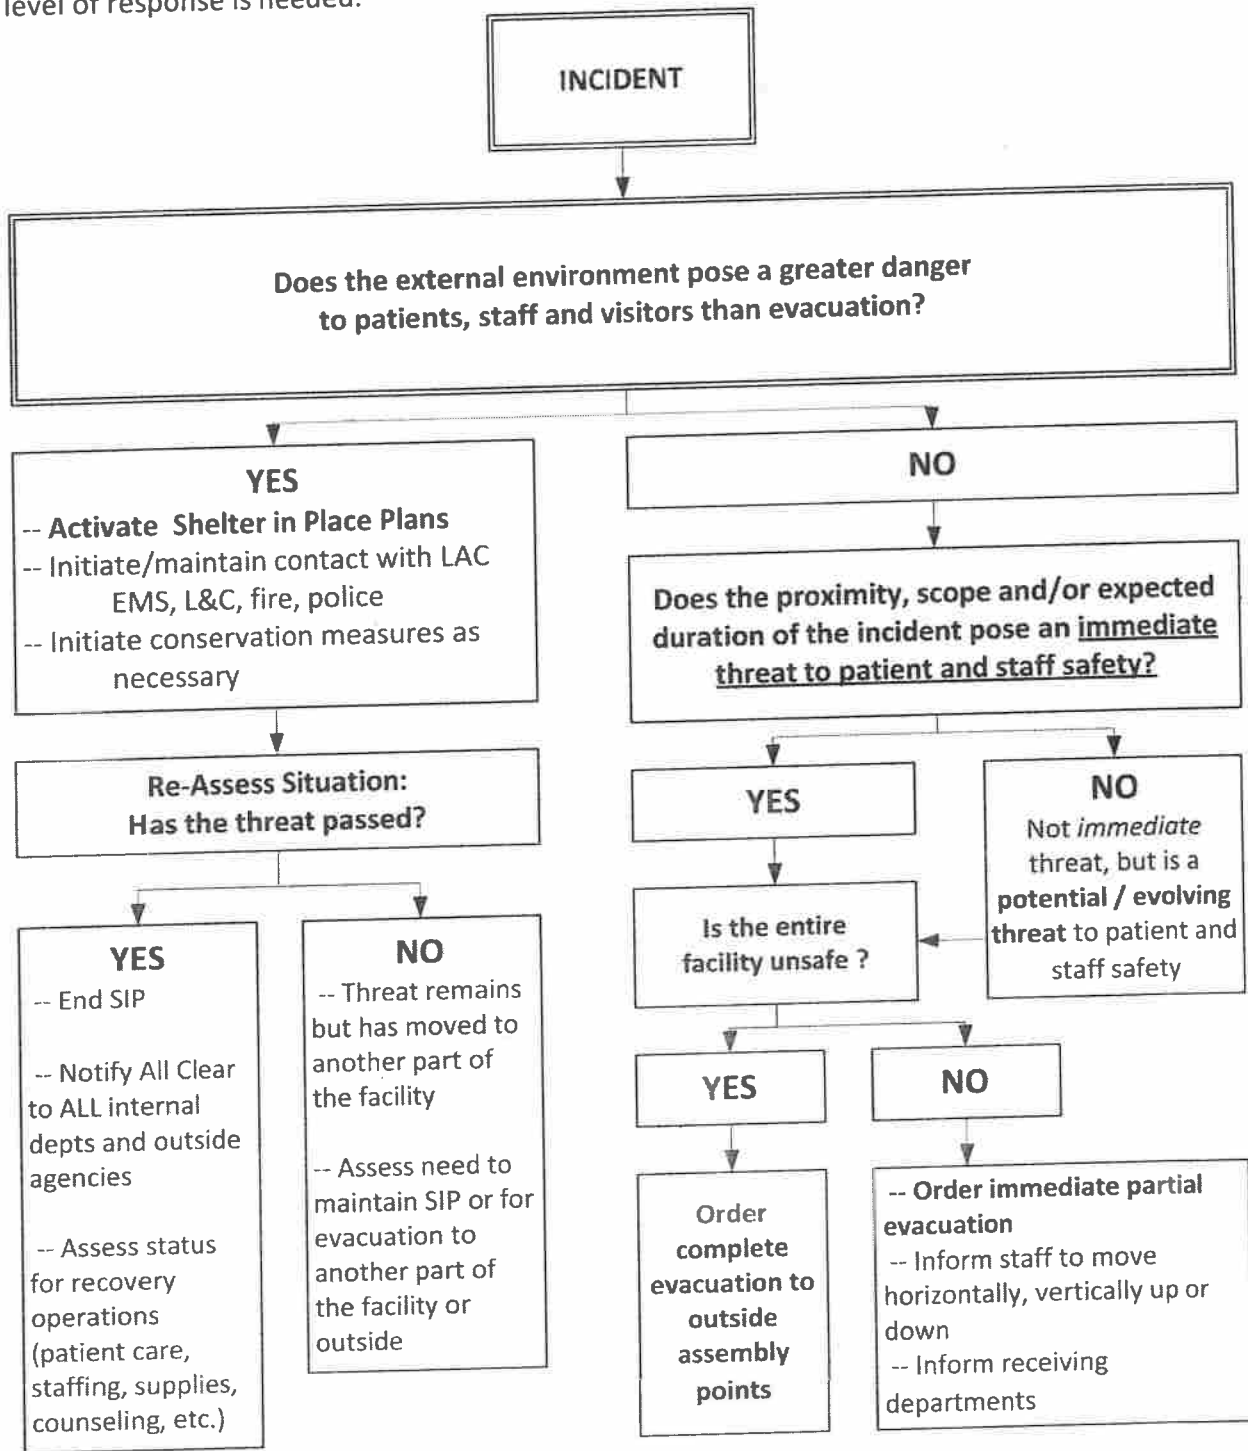 level of response is needed.
INCIDENT
Does the external environment pose a greater danger
to patients, staff and visitors than evacuation?
YES
-- Activate Shelter in Place Plans
-- Initiate/maintain contact with LAC
EMS, L&C, fire, police
-- Initiate conservation measures as
necessary
NO
Does the proximity, scope and/or expected
duration of the incident pose an immediate
threat to patient and staff safety?
Re-Assess Situation:
Has the threat passed?
YES
NO
Not immediate
threat, but is a
potential / evolving
threat to patient and
staff safety
Is the entire
facility unsafe ?
YES
-- End SIP
-- Notify All Clear
to ALL internal
depts and outside
agencies
-- Assess status
for recovery
operations
(patient care,
staffing, supplies,
counseling, etc.)
NO
-- Threat remains
but has moved to
another part of
the facility
-- Assess need to
maintain SIP or for
evacuation to
another part of
the facility or
outside
YES
NO
Order
complete
evacuation to
outside
assembly
points
-- Order immediate partial
evacuation
-- Inform staff to move
horizontally, vertically up or
down
-- Inform receiving
departments